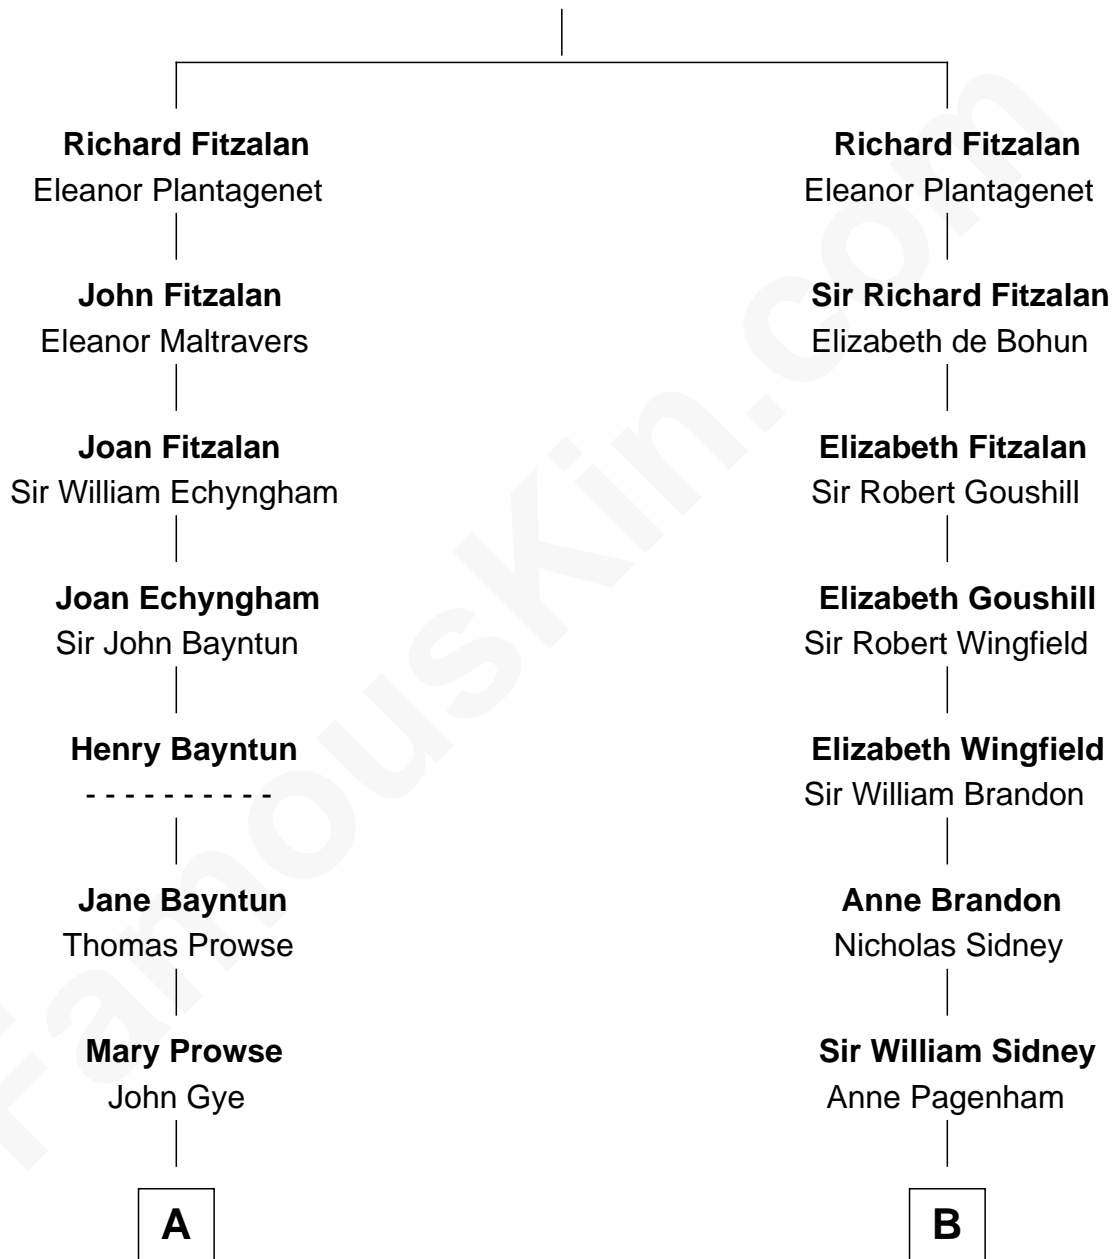 Richard Fitzalan
Eleanor Plantagenet
John Fitzalan
Eleanor Maltravers
Joan Fitzalan
Sir William Echyngham
Joan Echyngham
Sir John Bayntun
Henry Bayntun
- - - - - - - - - -
Jane Bayntun
Thomas Prowse
Mary Prowse
John Gye
A
Richard Fitzalan
Eleanor Plantagenet
Sir Richard Fitzalan
Elizabeth de Bohun
Elizabeth Fitzalan
Sir Robert Goushill
Elizabeth Goushill
Sir Robert Wingfield
Elizabeth Wingfield
Sir William Brandon
Anne Brandon
Nicholas Sidney
Sir William Sidney
Anne Pagenham
B
FamousKin.com